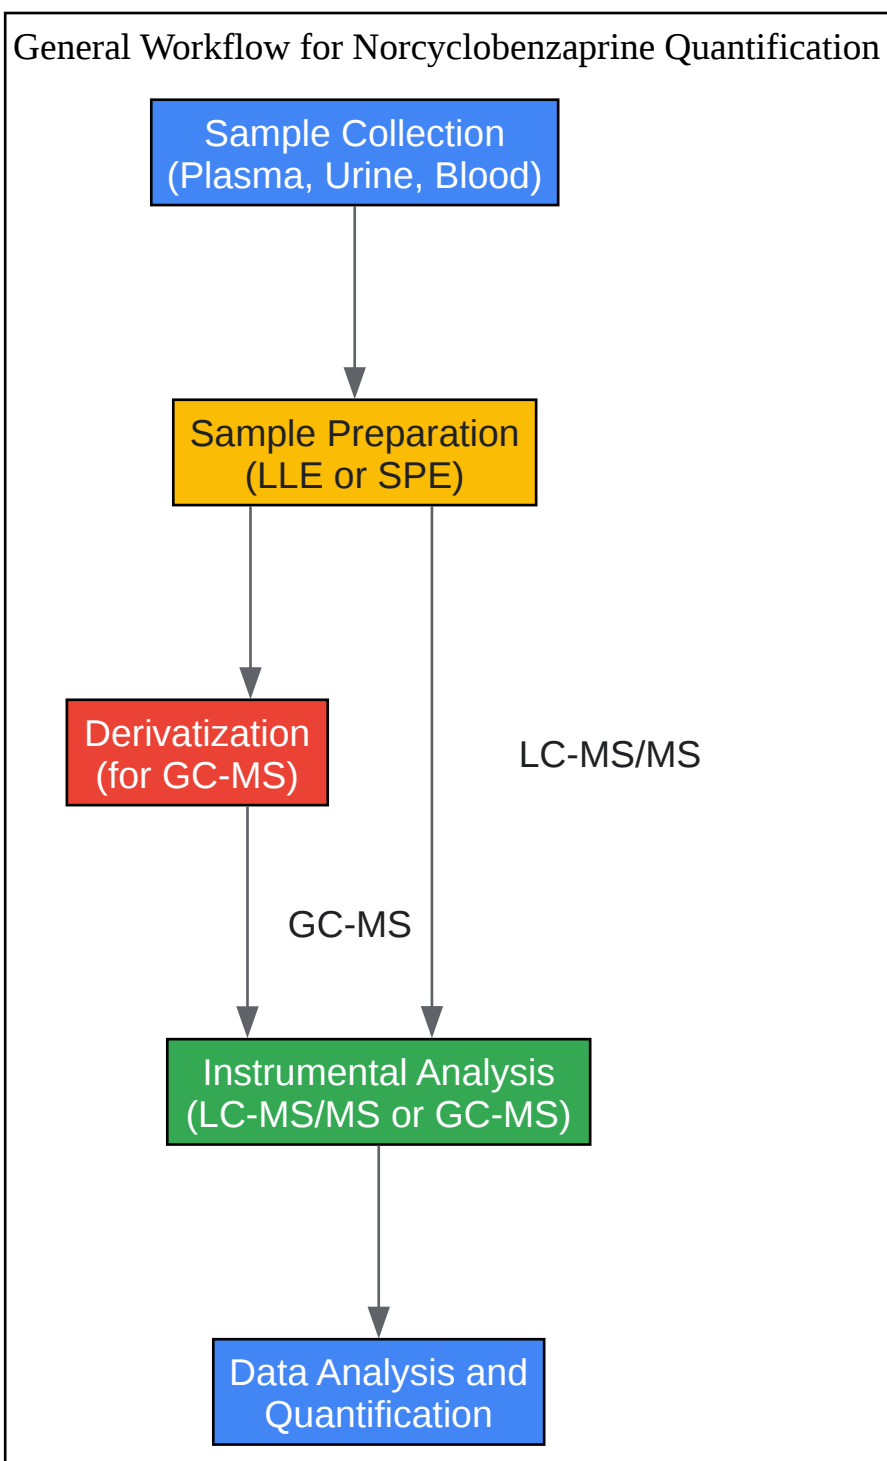 General Workflow for Norcyclobenzaprine Quantification
Sample Collection
(Plasma, Urine, Blood)
Sample Preparation
(LLE or SPE)
Derivatization
(for GC-MS)
LC-MS/MS
GC-MS
Instrumental Analysis
(LC-MS/MS or GC-MS)
Data Analysis and
Quantification